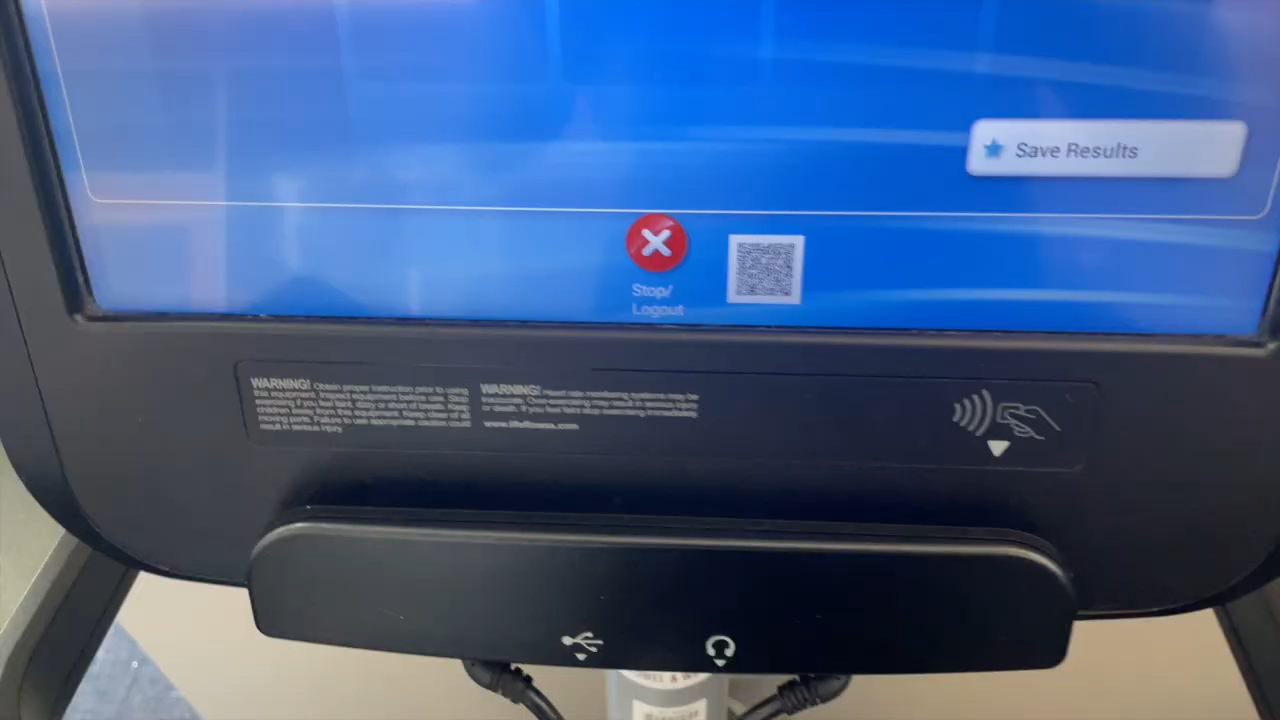 Save Results
Stop/
Logout
WARNING! Obtain proper instruction prior to using
this equipment. Inspect equipment before use. Stop
exercising if you feel faint, dizzy or short of breath. Keep
children away from this equipment. Keep clear of all
moving parts. Failure to use appropriate caution could
result in serious injury.
WARNING! Heart rate monitoring systems may be
inaccurate. Over exercising may result in serious injury
or death. If you feel faint stop exercising immediately.
www.lifefitness.com